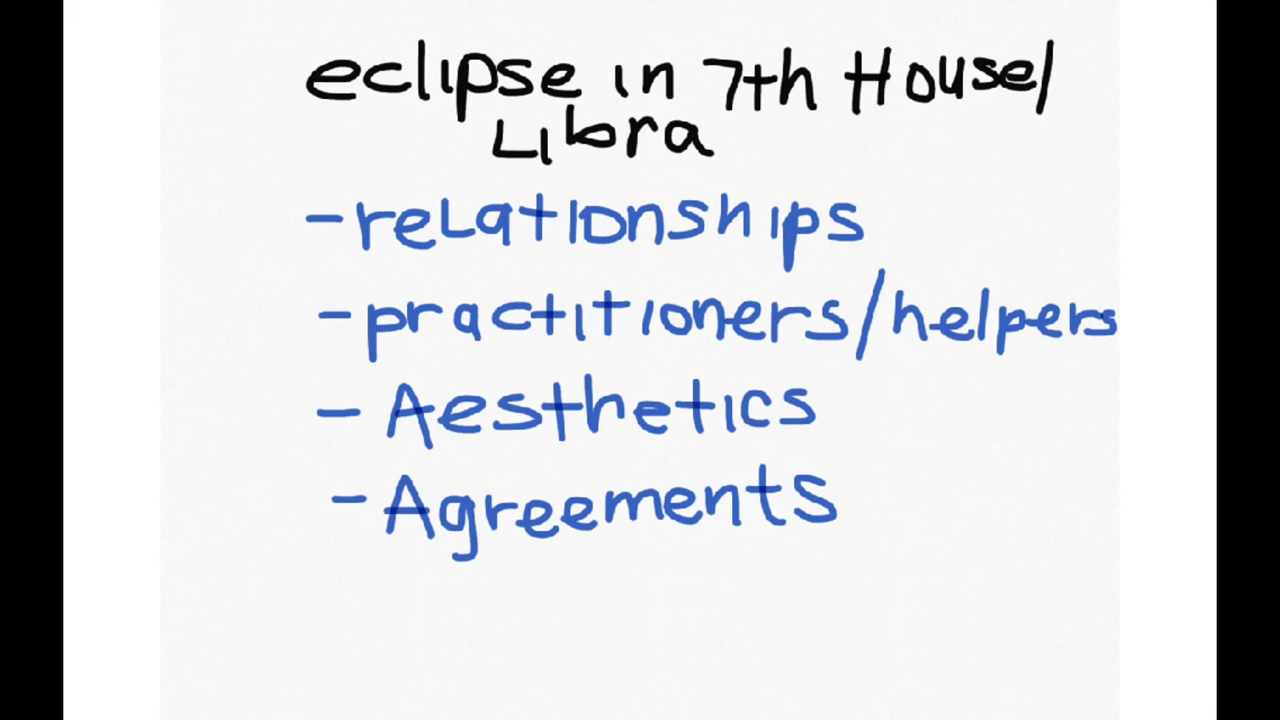 eclipse in 7th House/
Libra
- relationships
- practitioners/helpers
- Aesthetics
- Agreements